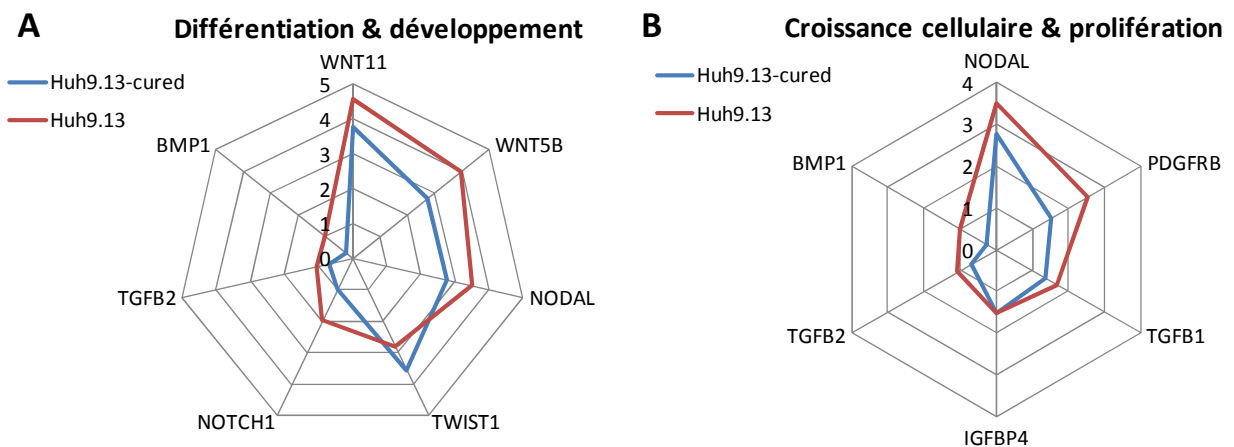 A
Différentiation & développement
Huh9.13-cured
Huh9.13
WNT11
WNT5B
NODAL
TWIST1
NOTCH1
TGFB2
BMP1
5
4
3
2
1
0
B
Croissance cellulaire & prolifération
Huh9.13-cured
Huh9.13
NODAL
PDGFRB
TGFB1
IGFBP4
TGFB2
BMP1
4
3
2
1
0